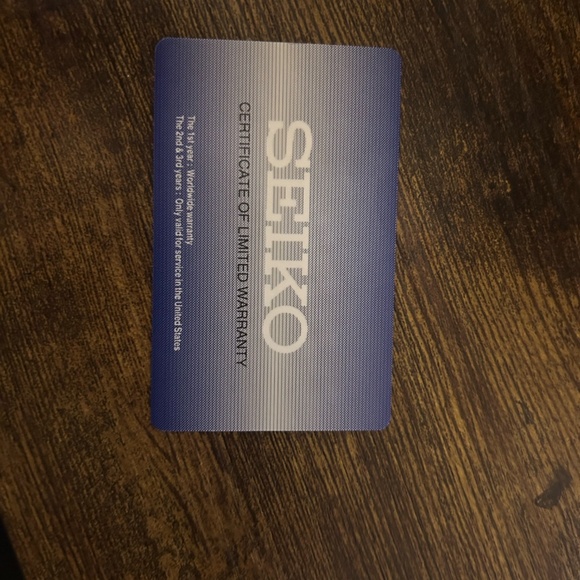 SEIKO
CERTIFICATE OF LIMITED WARRANTY
The 1st year : Worldwide warranty
The 2nd & 3rd years : Only valid for service in the United States